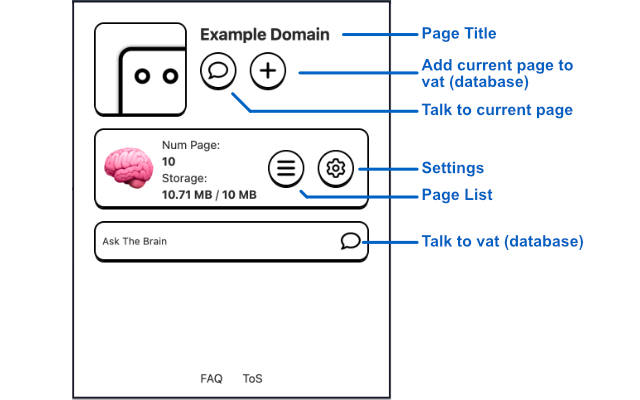 Example Domain
Page Title
Add current page to
vat (database)
Talk to current page
Num Page:
10
Storage:
10.71 MB / 10 MB
Settings
Page List
Ask The Brain
Talk to vat (database)
FAQ ToS